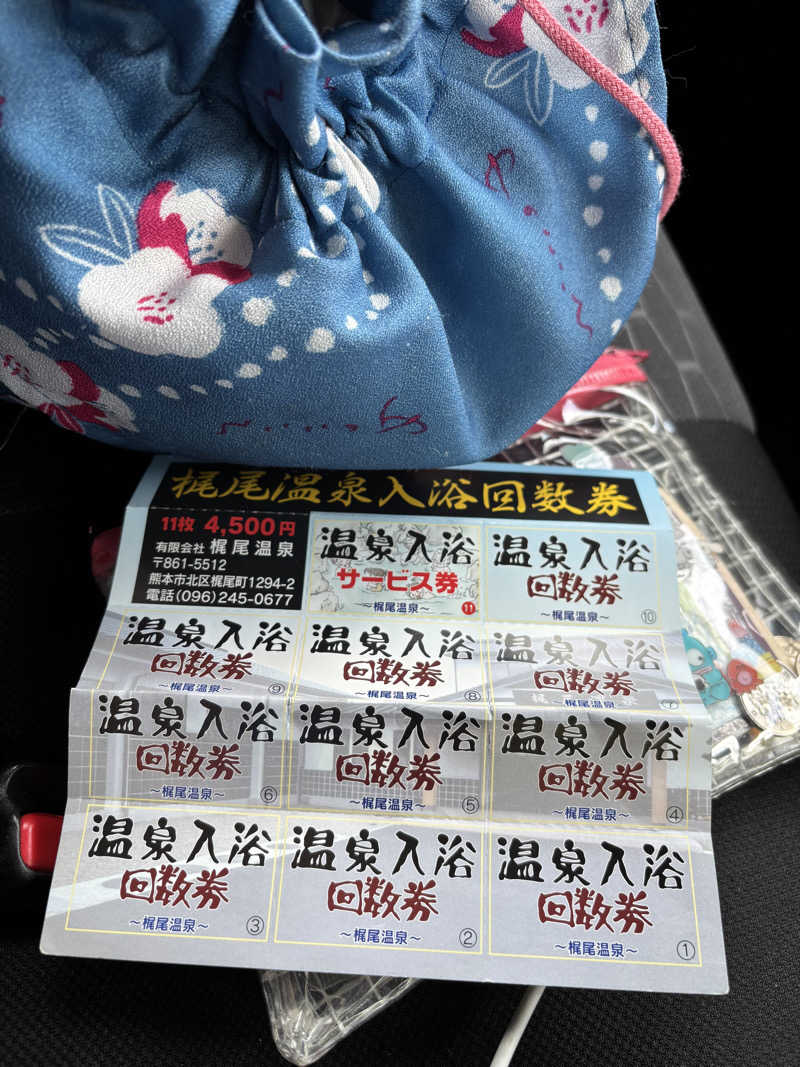 梶尾温泉入浴回数券
11枚 4,500円
有限会社 梶尾温泉
〒861-5512
熊本市北区梶尾町1294-2
電話(096)245-0677
温泉入浴
サービス券
～梶尾温泉～
⑪
温泉入浴
回数券
～梶尾温泉～
⑩
温泉入浴
回数券
～梶尾温泉～
⑨
温泉入浴
回数券
～梶尾温泉～
⑧
温泉入浴
回数券
～梶尾温泉～
⑦
温泉入浴
回数券
～梶尾温泉～
⑥
温泉入浴
回数券
～梶尾温泉～
⑤
温泉入浴
回数券
～梶尾温泉～
④
温泉入浴
回数券
～梶尾温泉～
③
温泉入浴
回数券
～梶尾温泉～
②
温泉入浴
回数券
～梶尾温泉～
①